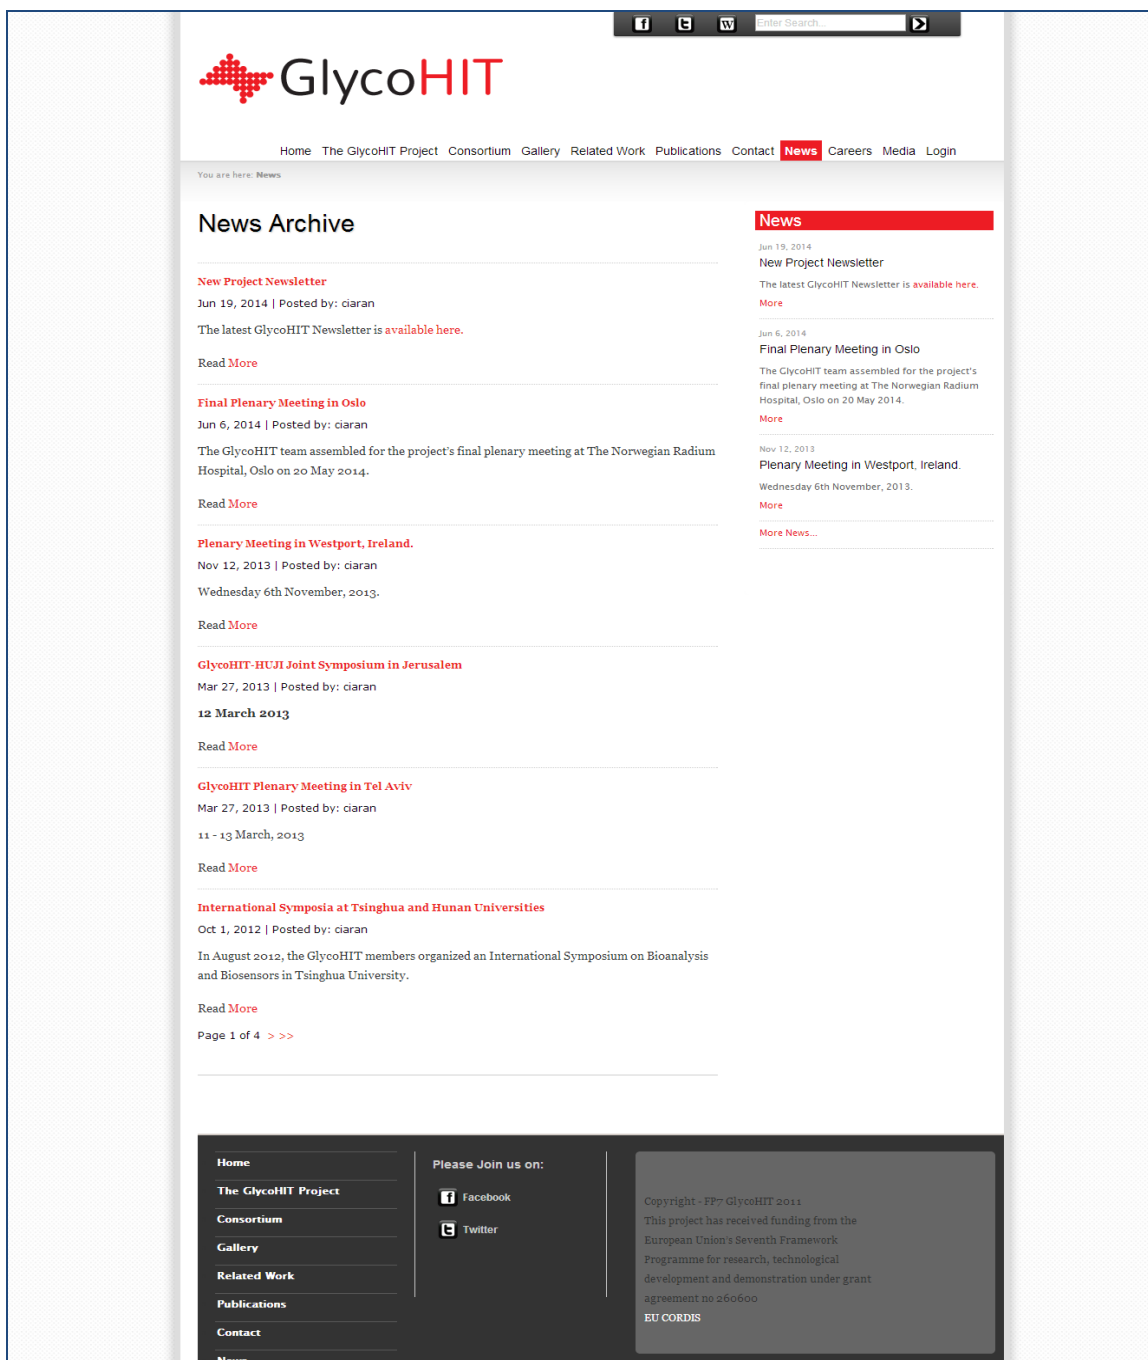 Enter Search...
GlycoHIT
Home The GlycoHIT Project Consortium Gallery Related Work Publications Contact News Careers Media Login
You are here: News
News Archive
New Project Newsletter
Jun 19, 2014 | Posted by: ciaran
The latest GlycoHIT Newsletter is available here.
Read More
Final Plenary Meeting in Oslo
Jun 6, 2014 | Posted by: ciaran
The GlycoHIT team assembled for the project's final plenary meeting at The Norwegian Radium
Hospital, Oslo on 20 May 2014.
Read More
Plenary Meeting in Westport, Ireland.
Nov 12, 2013 | Posted by: ciaran
Wednesday 6th November, 2013.
Read More
GlycoHIT-HUJI Joint Symposium in Jerusalem
Mar 27, 2013 | Posted by: ciaran
12 March 2013
Read More
GlycoHIT Plenary Meeting in Tel Aviv
Mar 27, 2013 | Posted by: ciaran
11 - 13 March, 2013
Read More
International Symposia at Tsinghua and Hunan Universities
Oct 1, 2012 | Posted by: ciaran
In August 2012, the GlycoHIT members organized an International Symposium on Bioanalysis
and Biosensors in Tsinghua University.
Read More
Page 1 of 4 > >>
News
Jun 19, 2014
New Project Newsletter
The latest GlycoHIT Newsletter is available here.
More
Jun 6, 2014
Final Plenary Meeting in Oslo
The GlycoHIT team assembled for the project's
final plenary meeting at The Norwegian Radium
Hospital, Oslo on 20 May 2014.
More
Nov 12, 2013
Plenary Meeting in Westport, Ireland.
Wednesday 6th November, 2013.
More
More News...
Home
The GlycoHIT Project
Consortium
Gallery
Related Work
Publications
Contact
News
Please Join us on:
Facebook
Twitter
Copyright - FP7 GlycoHIT 2011
This project has received funding from the
European Union's Seventh Framework
Programme for research, technological
development and demonstration under grant
agreement no 260600
EU CORDIS